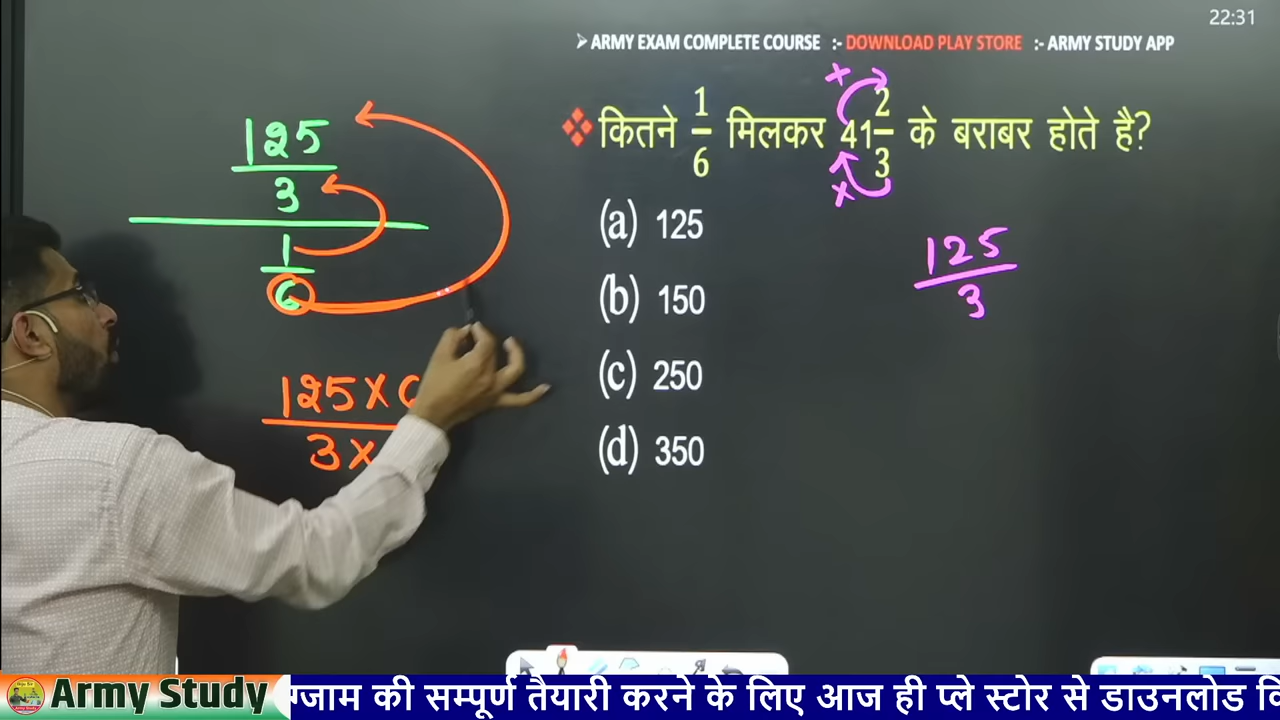 22:31
➢ ARMY EXAM COMPLETE COURSE :- DOWNLOAD PLAY STORE :- ARMY STUDY APP
❖ कितने 1/6 मिलकर 41 2/3 के बराबर होते है?
(a) 125
(b) 150
(c) 250
(d) 350
125
3
1
6
125 X
3 X
125
3
Army Study
की सम्पूर्ण तैयारी करने के लिए आज ही प्ले स्टोर से डाउनलोड